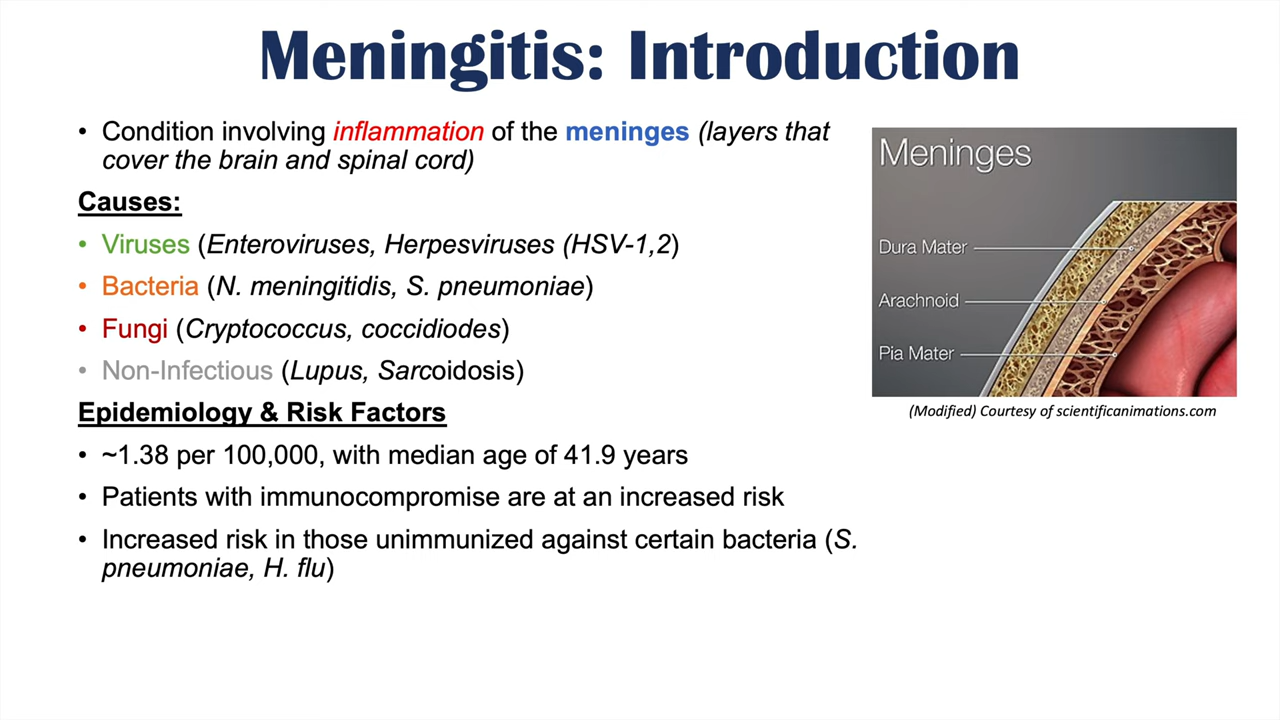 Meningitis: Introduction
• Condition involving inflammation of the meninges (layers that
cover the brain and spinal cord)
Causes:
• Viruses (Enteroviruses, Herpesviruses (HSV-1,2)
• Bacteria (N. meningitidis, S. pneumoniae)
• Fungi (Cryptococcus, coccidiodes)
• Non-Infectious (Lupus, Sarcoidosis)
Epidemiology & Risk Factors
• ~1.38 per 100,000, with median age of 41.9 years
• Patients with immunocompromise are at an increased risk
• Increased risk in those unimmunized against certain bacteria (S.
pneumoniae, H. flu)
Meninges
Dura Mater
Arachnoid
Pia Mater
(Modified) Courtesy of scientificanimations.com